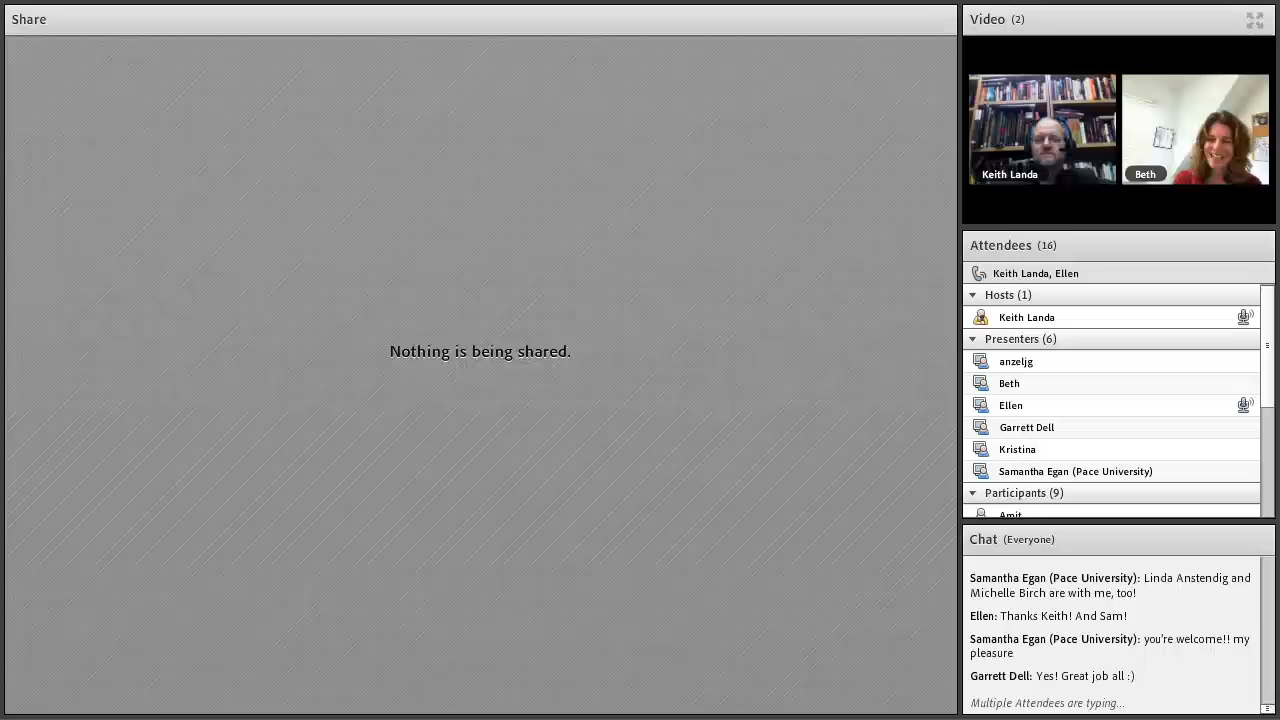 Share
Nothing is being shared.
Video (2)
Keith Landa
Beth
Attendees (16)
Keith Landa, Ellen
Hosts (1)
Keith Landa
Presenters (6)
anzeljg
Beth
Ellen
Garrett Dell
Kristina
Samantha Egan (Pace University)
Participants (9)
Amit
Chat (Everyone)
Samantha Egan (Pace University): Linda Anstendig and
Michelle Birch are with me, too!
Ellen: Thanks Keith! And Sam!
Samantha Egan (Pace University): you're welcome!! my
pleasure
Garrett Dell: Yes! Great job all :)
Multiple Attendees are typing...